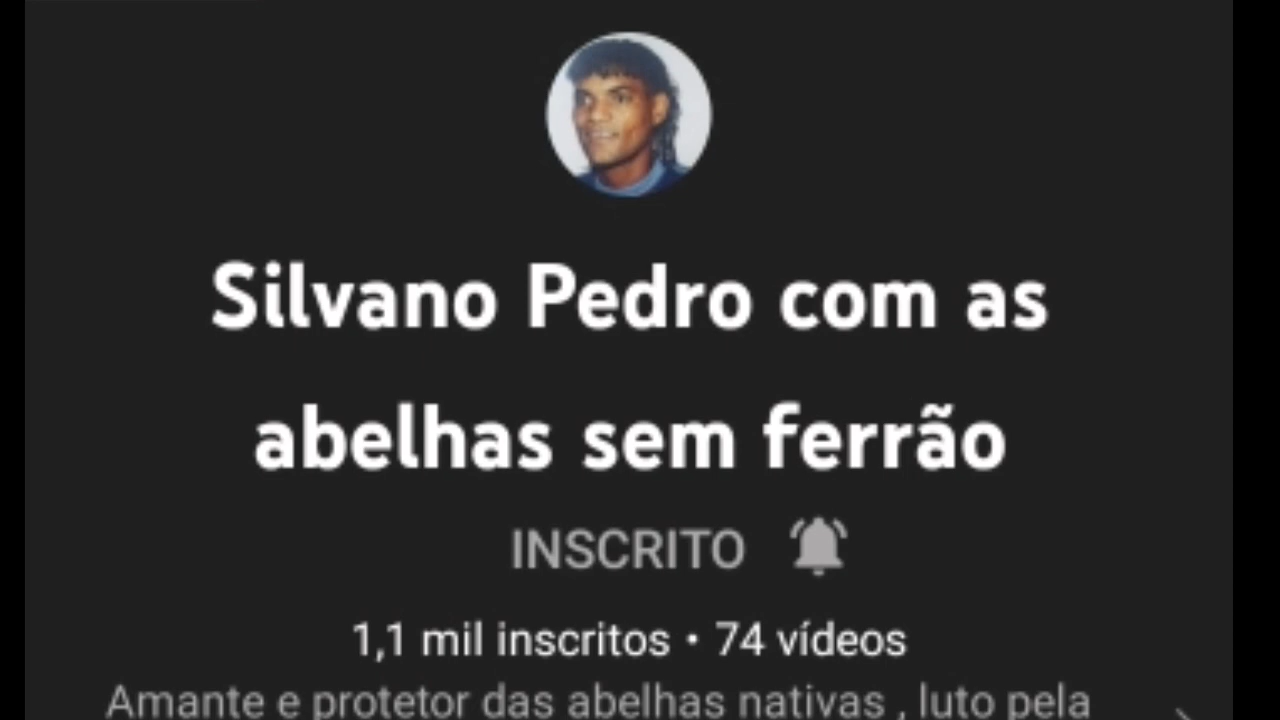 Silvano Pedro com as
abelhas sem ferrão
INSCRITO
1,1 mil inscritos • 74 vídeos
Amante e protetor das abelhas nativas , luto pela